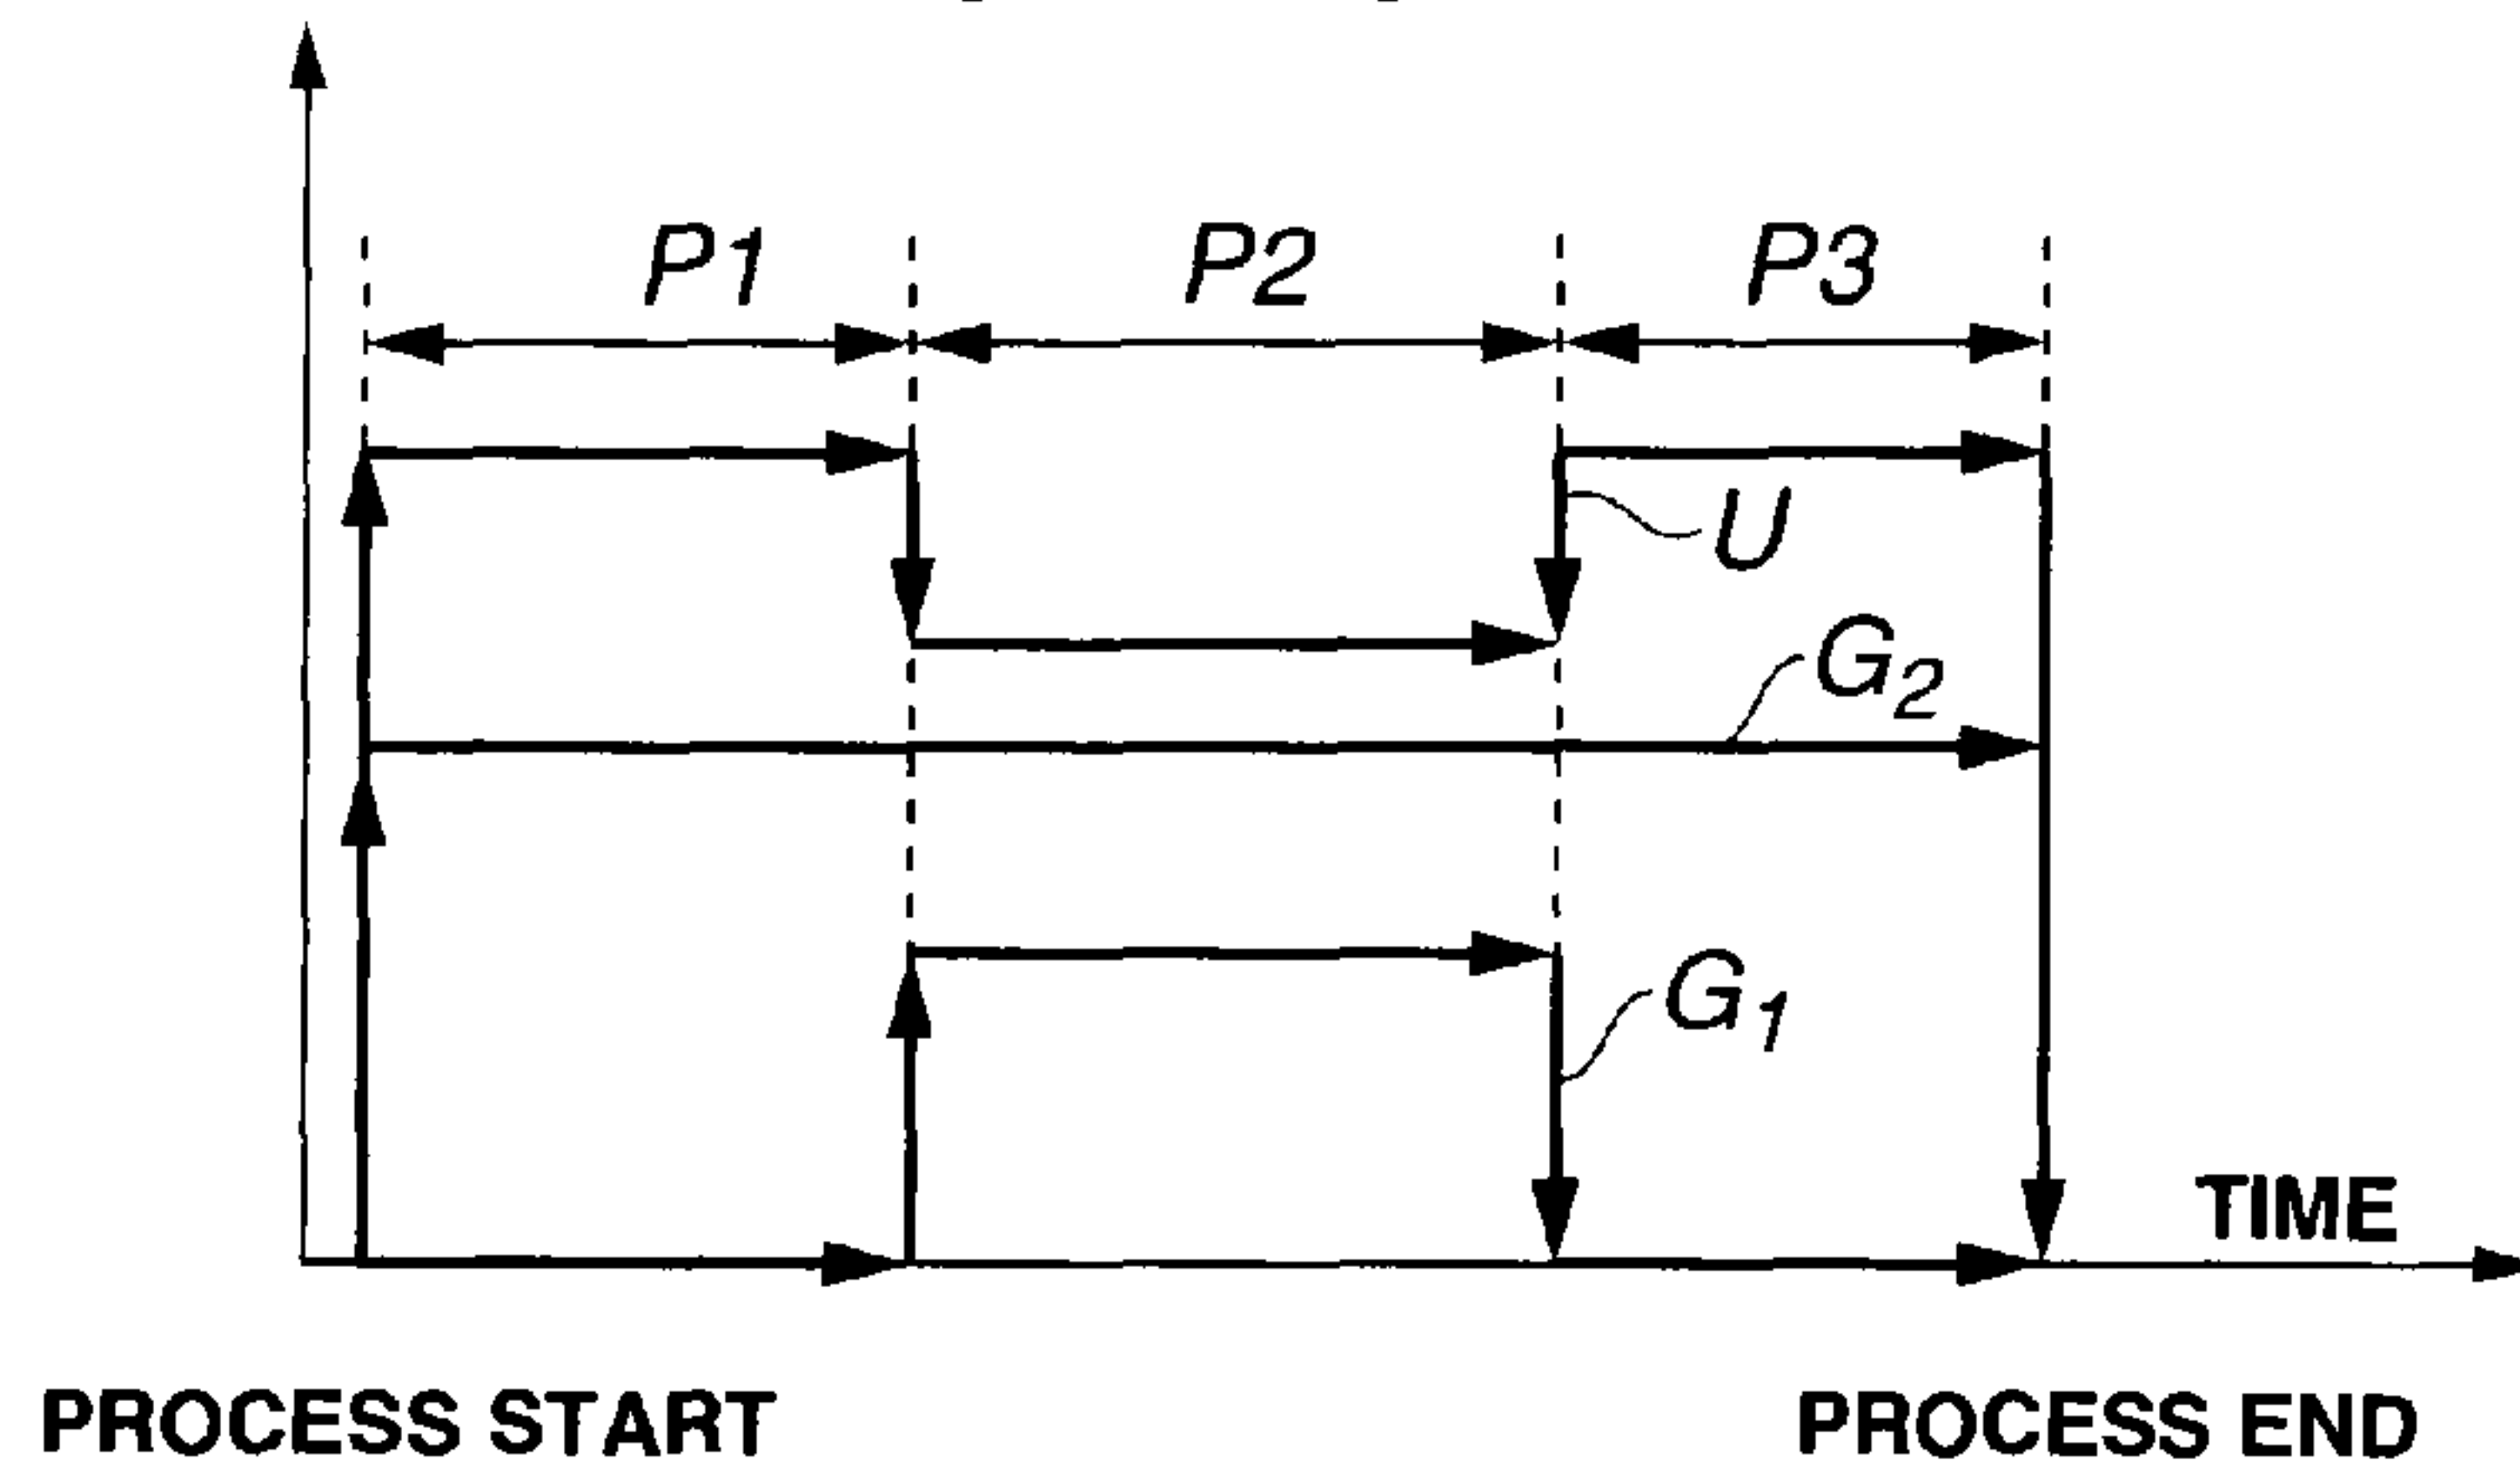 P1 P2 P3
U
G2
G1
TIME
PROCESS START PROCESS END